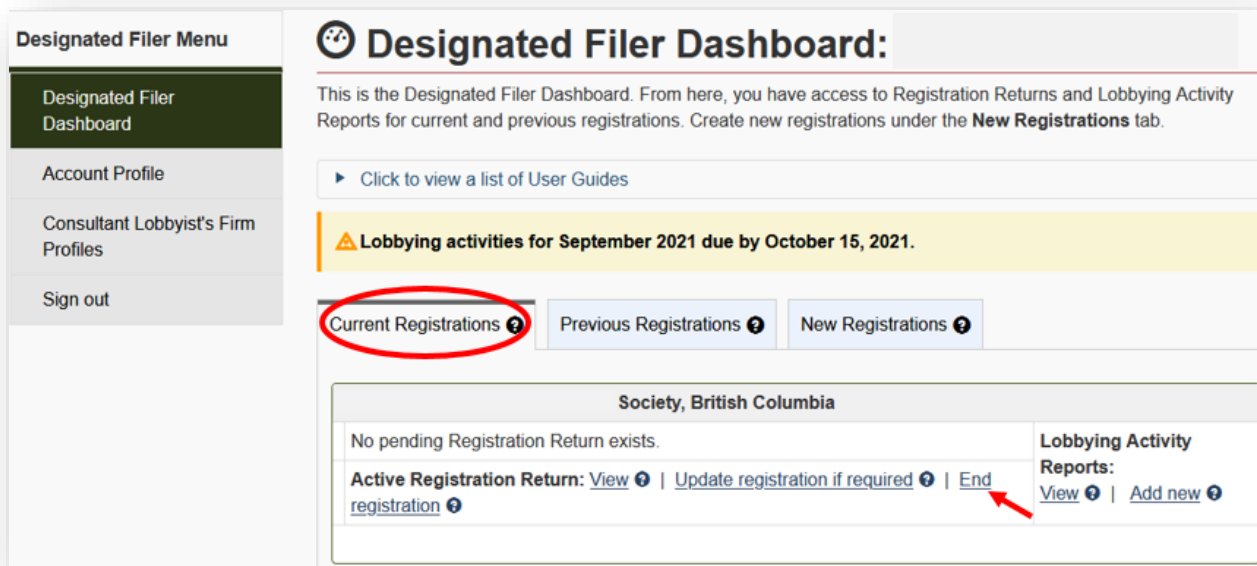 Designated Filer Menu
Designated Filer
Dashboard
Account Profile
Consultant Lobbyist's Firm
Profiles
Sign out
Designated Filer Dashboard:
This is the Designated Filer Dashboard. From here, you have access to Registration Returns and Lobbying Activity
Reports for current and previous registrations. Create new registrations under the New Registrations tab.
Click to view a list of User Guides
Lobbying activities for September 2021 due by October 15, 2021.
Current Registrations ?
Previous Registrations ?
New Registrations ?
Society, British Columbia
No pending Registration Return exists.
Active Registration Return: View ? | Update registration if required ? | End
registration ?
Lobbying Activity
Reports:
View ? | Add new ?